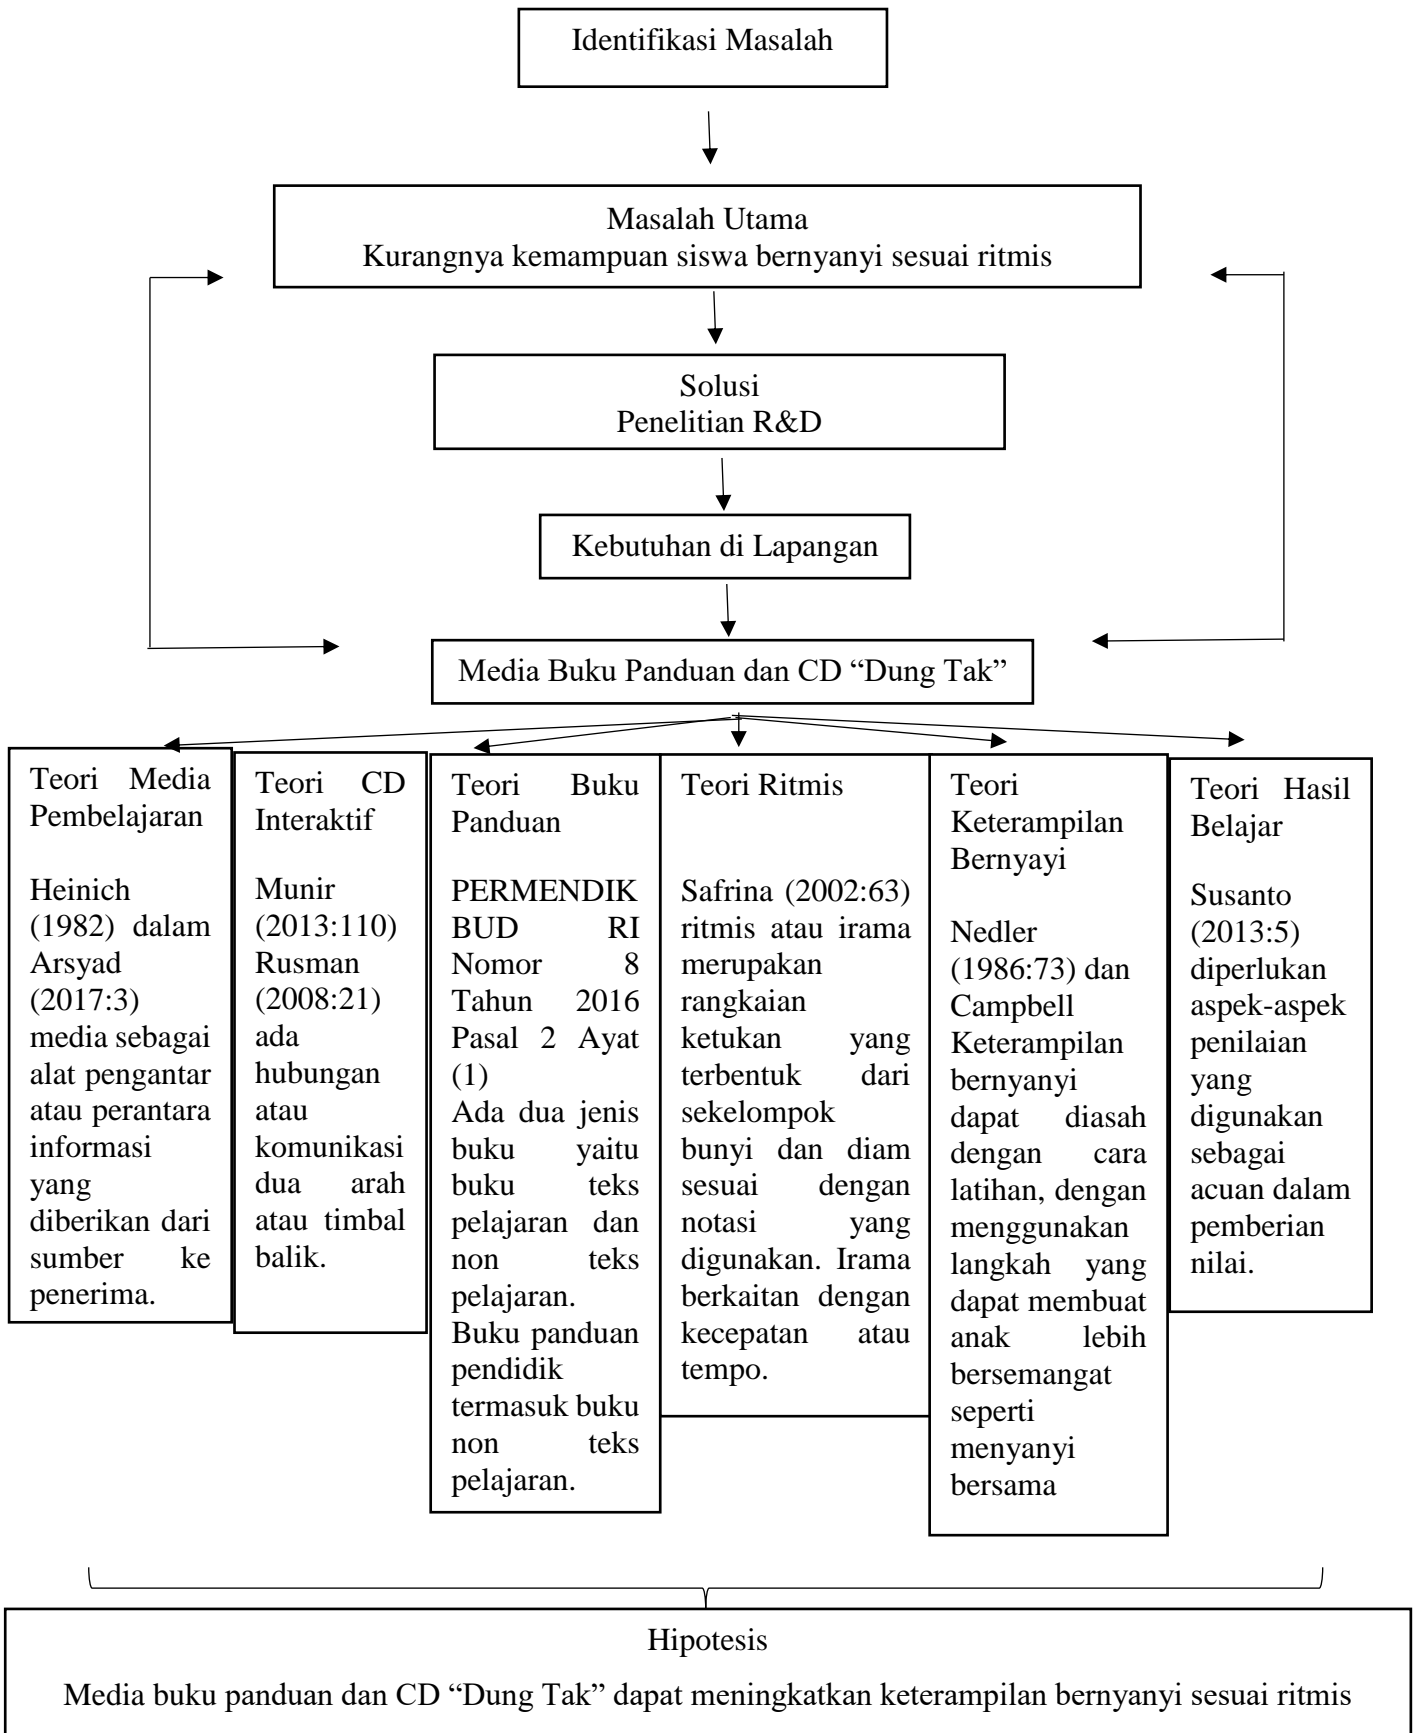 Identifikasi Masalah
Masalah Utama
Kurangnya kemampuan siswa bernyanyi sesuai ritmis
Solusi
Penelitian R&D
Kebutuhan di Lapangan
Media Buku Panduan dan CD “Dung Tak”
Teori Media
Pembelajaran
Heinich
(1982) dalam
Arsyad
(2017:3)
media sebagai
alat pengantar
atau perantara
informasi
yang
diberikan dari
sumber ke
penerima.
Teori CD
Interaktif
Munir
(2013:110)
Rusman
(2008:21)
ada
hubungan
atau
komunikasi
dua arah
atau timbal
balik.
Teori Buku
Panduan
PERMENDIK
BUD RI
Nomor 8
Tahun 2016
Pasal 2 Ayat
(1)
Ada dua jenis
buku yaitu
buku teks
pelajaran dan
non teks
pelajaran.
Buku panduan
pendidik
termasuk buku
non teks
pelajaran.
Teori Ritmis
Safrina (2002:63)
ritmis atau irama
merupakan
rangkaian
ketukan yang
terbentuk dari
sekelompok
bunyi dan diam
sesuai dengan
notasi yang
digunakan. Irama
berkaitan dengan
kecepatan atau
tempo.
Teori
Keterampilan
Bernyayi
Nedler
(1986:73) dan
Campbell
Keterampilan
bernyanyi
dapat diasah
dengan cara
latihan, dengan
menggunakan
langkah yang
dapat membuat
anak lebih
bersemangat
seperti
menyanyi
bersama
Teori Hasil
Belajar
Susanto
(2013:5)
diperlukan
aspek-aspek
penilaian
yang
digunakan
sebagai
acuan dalam
pemberian
nilai.
Hipotesis
Media buku panduan dan CD “Dung Tak” dapat meningkatkan keterampilan bernyanyi sesuai ritmis